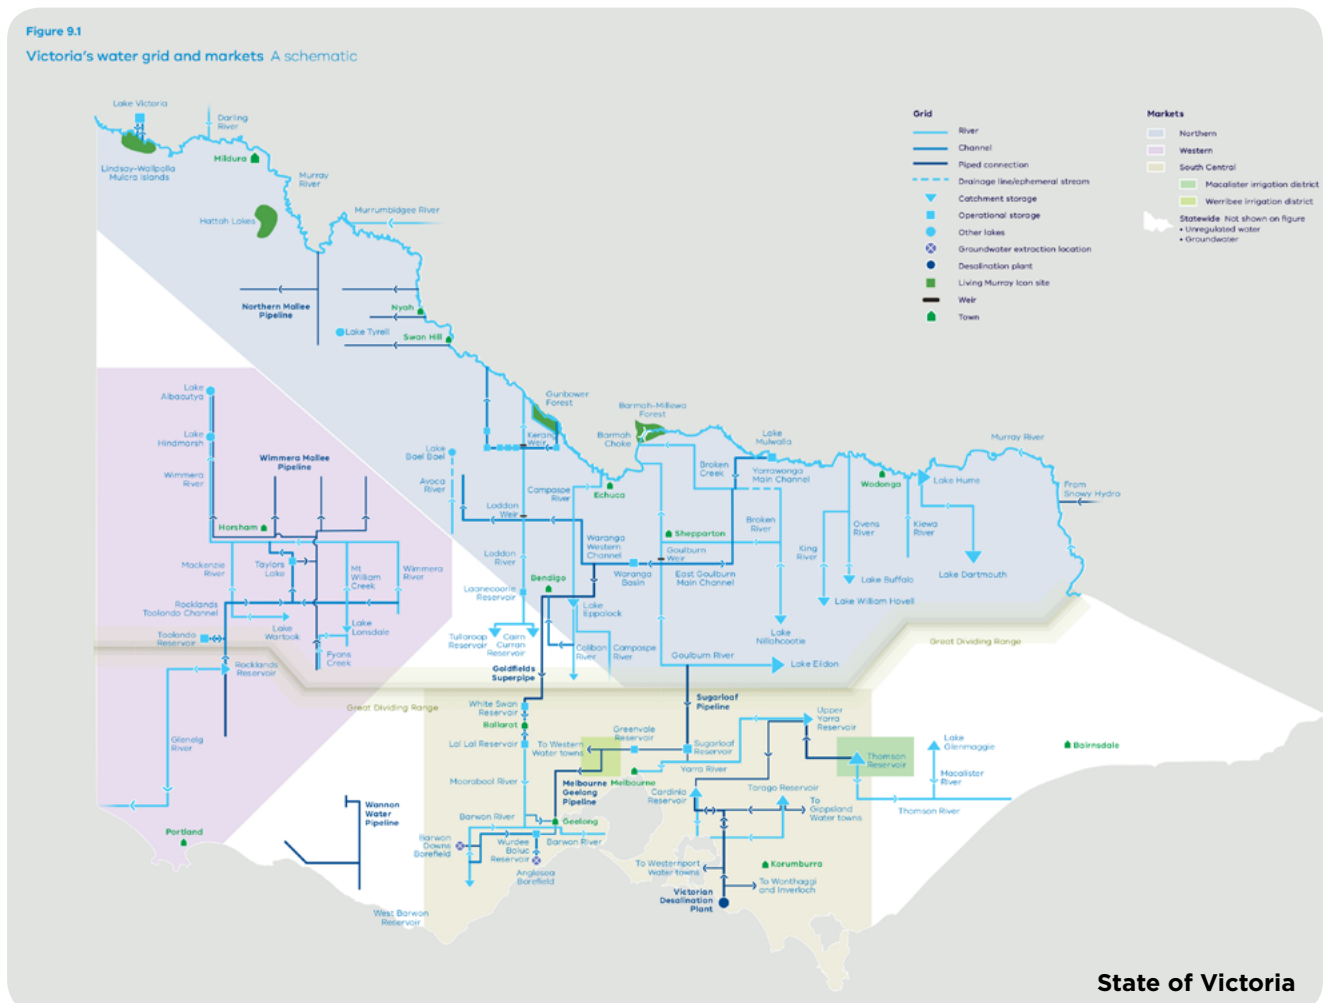 Figure 9.1
Victoria's water grid and markets A schematic
Lake Victoria
Darling
River
Mildura
Lindsay-Wallpolla
Mulcra Islands
Murray
River
Hattah Lakes
Murrumbidgee River
Northern Mallee
Pipeline
Nyah
Lake Tyrell
Swan Hill
Grid
River
Channel
Piped connection
Drainage line/ephemeral stream
Catchment storage
Operational storage
Other lakes
Groundwater extraction location
Desalination plant
Living Murray Icon site
Weir
Town
Markets
Northern
Western
South Central
Macalister irrigation district
Werribee irrigation district
Statewide Not shown on figure
• Unregulated water
• Groundwater
Lake
Albacutya
Lake
Hindmarsh
Wimmera
River
Wimmera Mallee
Pipeline
Horsham
Mackenzie
River
Taylors
Lake
Mt
William
Creek
Wimmera
River
Rocklands
Toolondo Channel
Lake
Wartook
Lake
Lonsdale
Toolondo
Reservoir
Rocklands
Reservoir
Fyans
Creek
Great Dividing Range
Glenelg
River
Portland
Wannon
Water
Pipeline
West Barwon
Reservoir
Gunbower
Forest
Kerang
Weir
Lake
Bael Bael
Avoca
River
Loddon
Weir
Campaspe
River
Echuca
Barmah-Millewa
Forest
Barmah
Choke
Broken
Creek
Lake
Mulwalla
Yarrawonga
Main Channel
Shepparton
Broken
River
Goulburn
Weir
Waranga
Western
Channel
Waranga
Basin
East Goulburn
Main Channel
Loddon
River
Bendigo
Laanecoorie
Reservoir
Lake
Eppalock
Tullaroop
Reservoir
Cairn
Curran
Reservoir
Coliban
River
Campaspe
River
Goldfields
Superpipe
Wodonga
Lake Hume
Murray River
From
Snowy Hydro
Ovens
River
Kiewa
River
King
River
Lake Buffalo
Lake Dartmouth
Lake William Hovell
Lake
Nillahcootie
Great Dividing Range
Goulburn River
Lake Eildon
Sugarloaf
Pipeline
White Swan
Reservoir
Ballarat
Lal Lal Reservoir
To Western
Water towns
Greenvale
Reservoir
Sugarloaf
Reservoir
Yarra River
Upper
Yarra
Reservoir
Thomson
Reservoir
Lake
Glenmaggie
Macalister
River
Thomson River
Bairnsdale
Moorabool River
Melbourne
Geelong
Pipeline
Melbourne
Cardinia
Reservoir
Tarago Reservoir
To
Gippsland
Water towns
Barwon River
Geelong
Barwon
Downs
Borefield
Wurdee
Boluc
Reservoir
Barwon River
Anglesea
Borefield
To Westernport
Water towns
Korumburra
To Wonthaggi
and Inverloch
Victorian
Desalination
Plant
State of Victoria